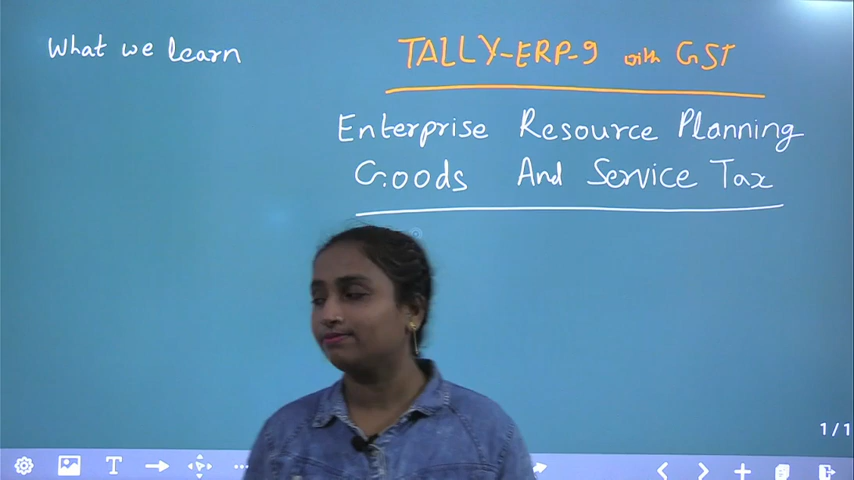 What we learn
TALLY-ERP-9 with GST
Enterprise Resource Planning
Goods And Service Tax
1/1
T